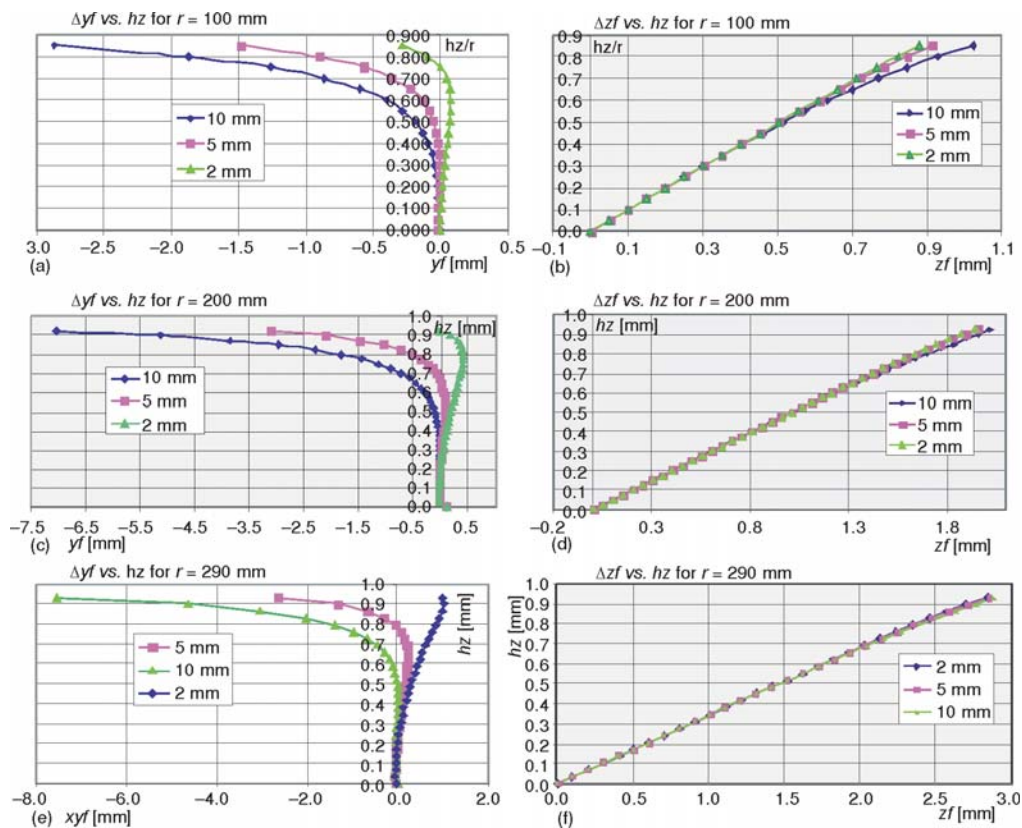 Δyf vs. hz for r = 100 mm
0.900
hz/r
0.800
0.700
0.600
0.500
0.400
0.300
0.200
0.100
0.000
10 mm
5 mm
2 mm
3.0 −2.5 −2.0 −1.5 −1.0 −0.5 0.0 0.5
(a) yf [mm]
Δzf vs. hz for r = 100 mm
0.9
hz/r
0.8
0.7
0.6
0.5
0.4
0.3
0.2
0.1
0.0
10 mm
5 mm
2 mm
−0.1 0.1 0.3 0.5 0.7 0.9 1.1
(b) zf [mm]
Δyf vs. hz for r = 200 mm
1.0
hz [mm]
0.9
0.8
0.7
0.6
0.5
0.4
0.3
0.2
0.1
0.0
10 mm
5 mm
2 mm
−7.5 −6.5 −5.5 −4.5 −3.5 −2.5 −1.5 −0.5 0.5
(c) yf [mm]
Δzf vs. hz for r = 200 mm
1.0
hz [mm]
0.9
0.8
0.7
0.6
0.5
0.4
0.3
0.2
0.1
0.0
10 mm
5 mm
2 mm
−0.2 0.3 0.8 1.3 1.8
(d) zf [mm]
Δyf vs. hz for r = 290 mm
1.0
0.9
0.8
0.7
0.6
0.5
0.4
0.3
0.2
0.1
0.0
hz [mm]
5 mm
10 mm
2 mm
−8.0 −6.0 −4.0 −2.0 0.0 2.0
(e) xyf [mm]
Δzf vs. hz for r = 290 mm
1.0
0.9
0.8
0.7
0.6
0.5
0.4
0.3
0.2
0.1
0.0
hz [mm]
2 mm
5 mm
10 mm
0.0 0.5 1.0 1.5 2.0 2.5 3.0
(f) zf [mm]